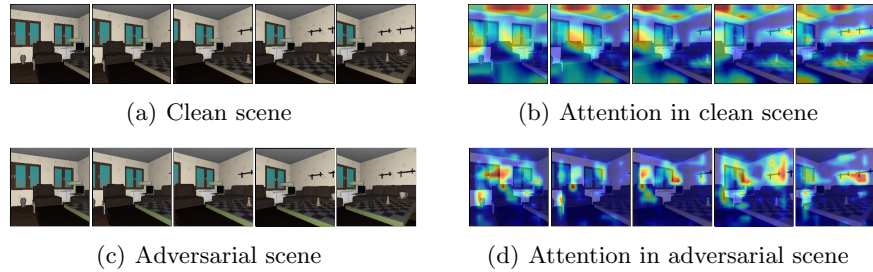 (a) Clean scene
(b) Attention in clean scene
(c) Adversarial scene
(d) Attention in adversarial scene